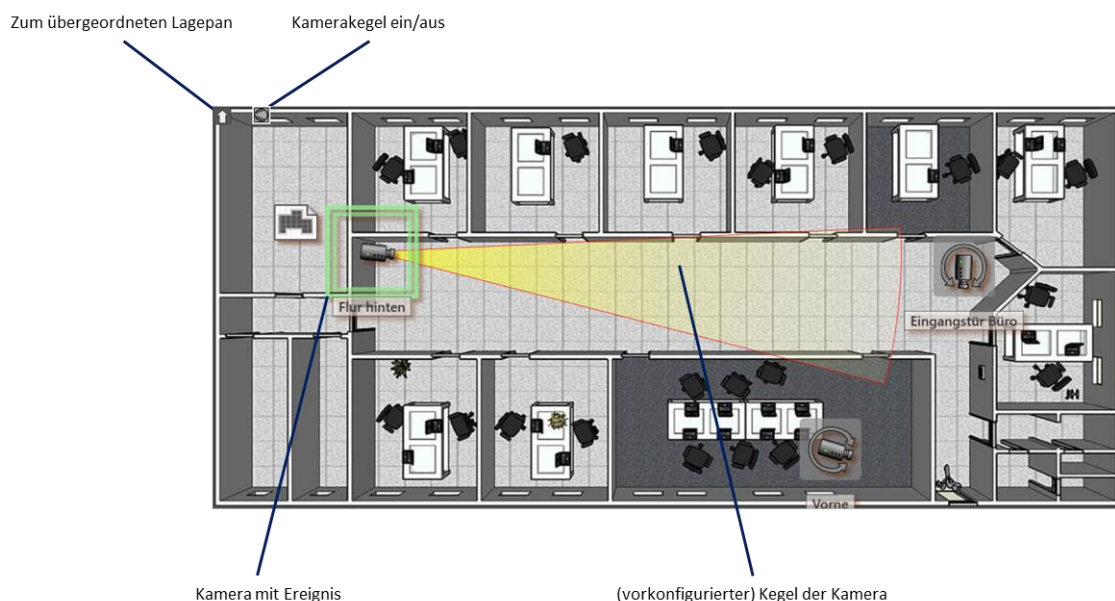 Zum übergeordneten Lagepan
Kamerakegel ein/aus
Flur hinten
Eingangstür Büro
Vorne
Kamera mit Ereignis
(vorkonfigurierter) Kegel der Kamera